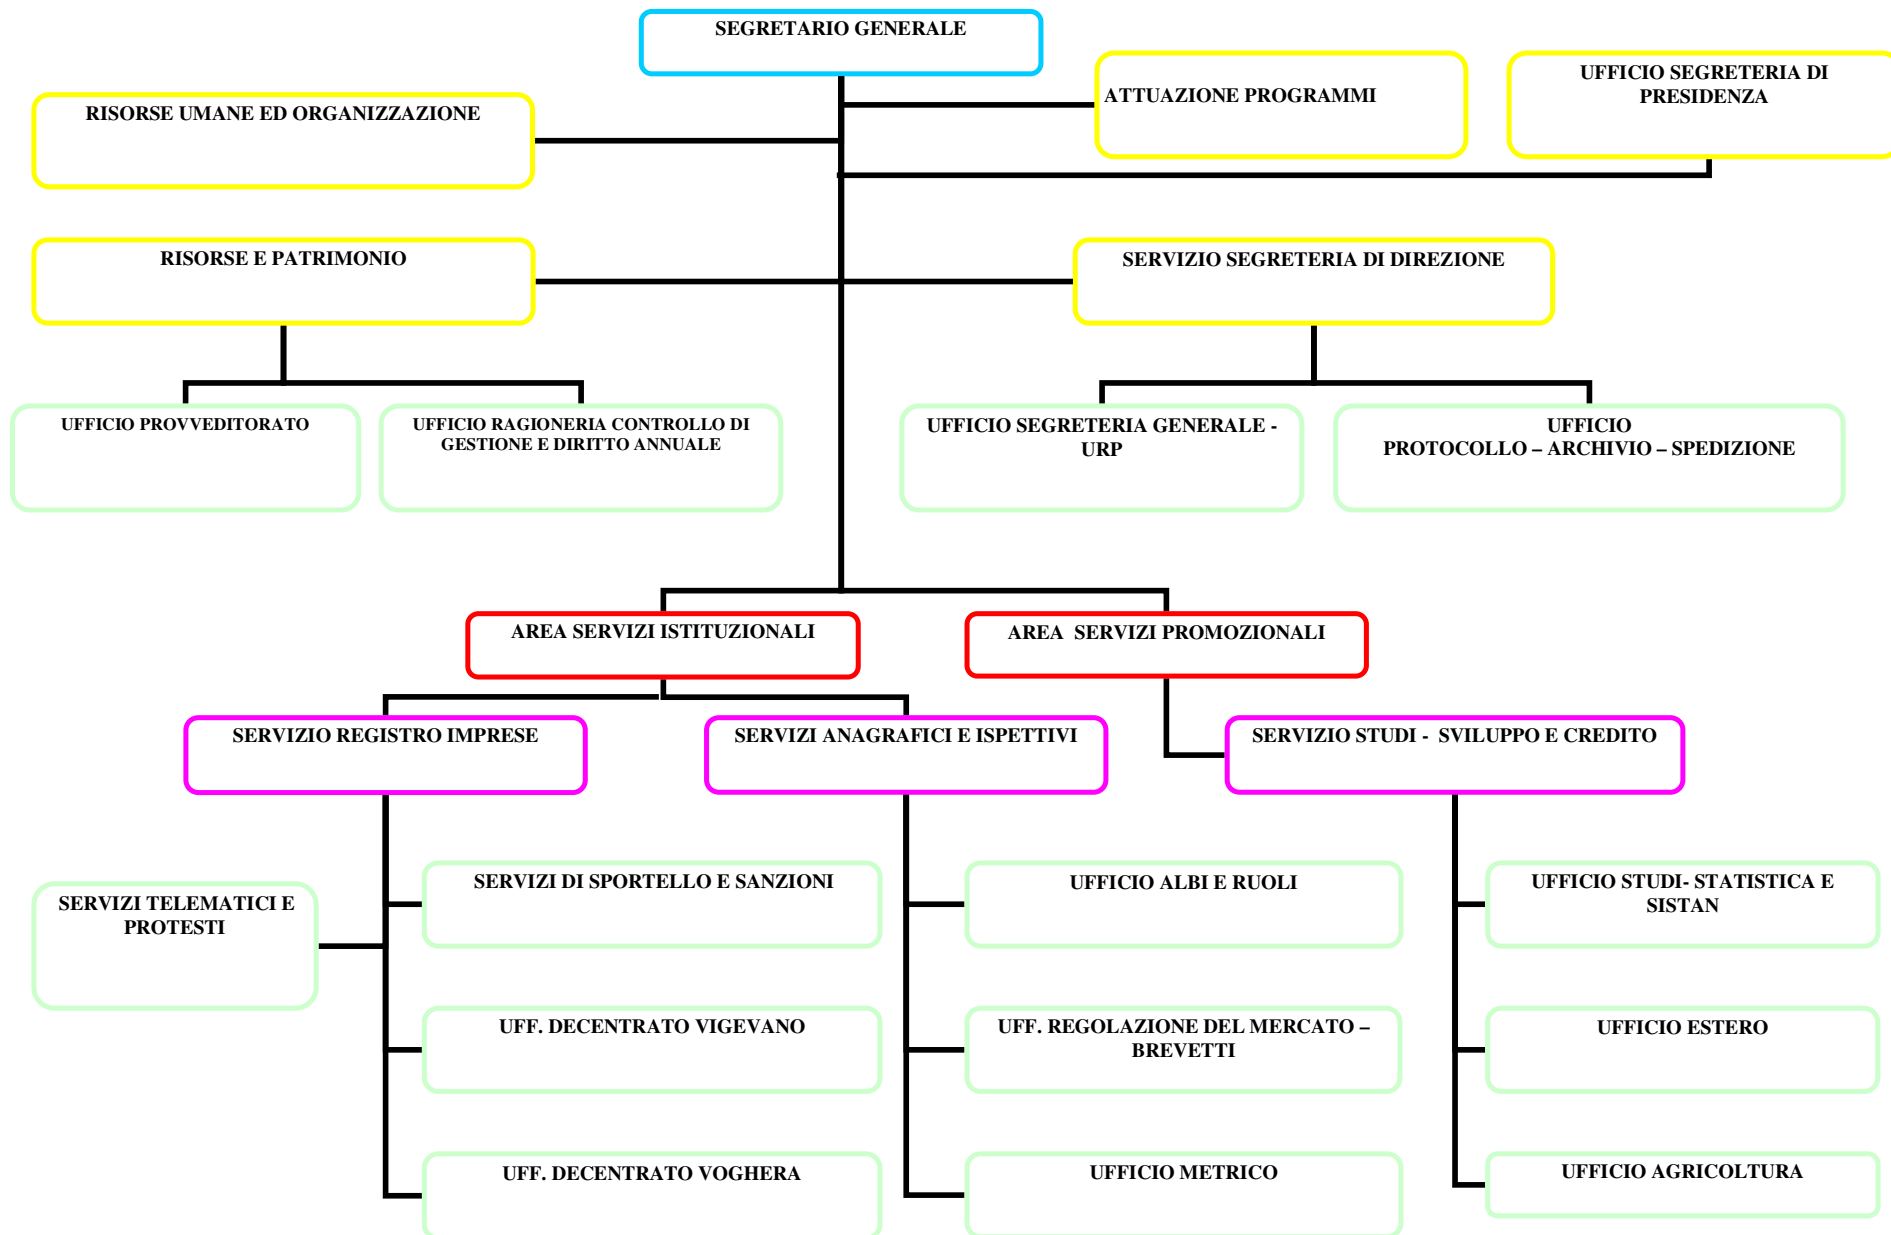 SEGRETARIO GENERALE
ATTUAZIONE PROGRAMMI
UFFICIO SEGRETERIA DI
PRESIDENZA
RISORSE UMANE ED ORGANIZZAZIONE
RISORSE E PATRIMONIO
SERVIZIO SEGRETERIA DI DIREZIONE
UFFICIO PROVVEDITORATO
UFFICIO RAGIONERIA CONTROLLO DI
GESTIONE E DIRITTO ANNUALE
UFFICIO SEGRETERIA GENERALE -
URP
UFFICIO
PROTOCOLLO – ARCHIVIO – SPEDIZIONE
AREA SERVIZI ISTITUZIONALI
AREA  SERVIZI PROMOZIONALI
SERVIZIO REGISTRO IMPRESE
SERVIZI ANAGRAFICI E ISPETTIVI
SERVIZIO STUDI -  SVILUPPO E CREDITO
SERVIZI TELEMATICI E
PROTESTI
SERVIZI DI SPORTELLO E SANZIONI
UFFICIO ALBI E RUOLI
UFFICIO STUDI- STATISTICA E
SISTAN
UFF. DECENTRATO VIGEVANO
UFF. REGOLAZIONE DEL MERCATO –
BREVETTI
UFFICIO ESTERO
UFF. DECENTRATO VOGHERA
UFFICIO METRICO
UFFICIO AGRICOLTURA